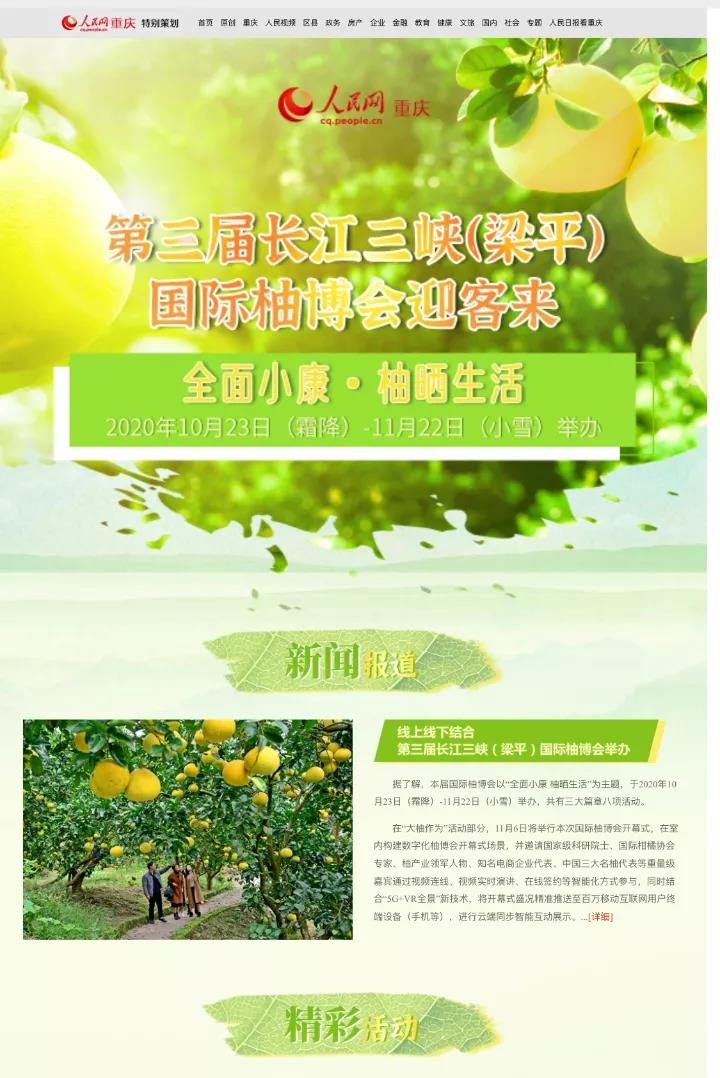 人民网 重庆 特别策划 首页 原创 重庆 人民视频 区县 政务 房产 企业 金融 教育 健康 文旅 国内 社会 专题 人民日报看重庆
cq.people.cn
人民网 重庆
cq.people.cn
第三届长江三峡(梁平)
国际柚博会迎客来
全面小康·柚晒生活
2020年10月23日（霜降）-11月22日（小雪）举办
新闻报道
线上线下结合
第三届长江三峡（梁平）国际柚博会举办
据了解，本届国际柚博会以“全面小康 柚晒生活”为主题，于2020年10
月23日（霜降）-11月22日（小雪）举办，共有三大篇章八项活动。
在“大柚作为”活动部分，11月6日将举行本次国际柚博会开幕式，在室
内构建数字化柚博会开幕式场景，并邀请国家级科研院士、国际柑橘协会
专家、柚产业领军人物、知名电商企业代表、中国三大名柚代表等重量级
嘉宾通过视频连线、视频实时演讲、在线签约等智能化方式参与，同时结
合“5G+VR全景”新技术，将开幕式盛况精准推送至百万移动互联网用户终
端设备（手机等），进行云端同步智能互动展示。...[详细]
精彩活动